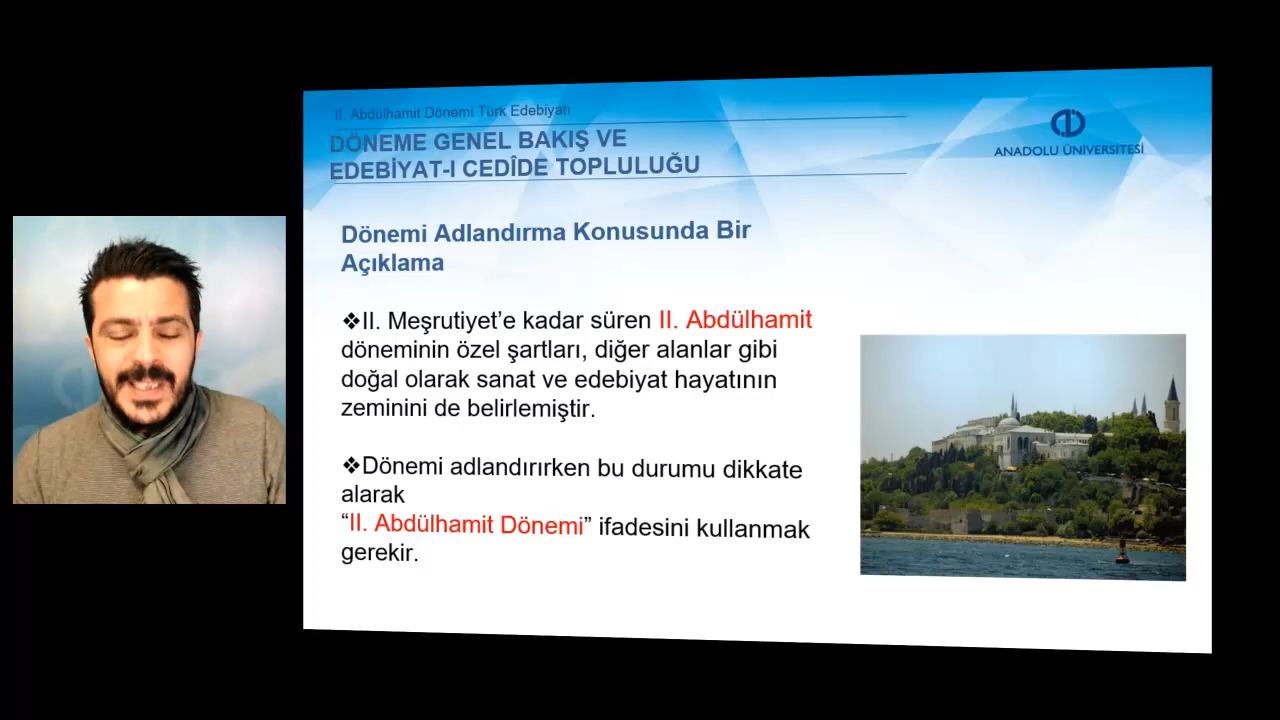 II. Abdülhamit Dönemi Türk Edebiyatı
DÖNEME GENEL BAKIŞ VE
EDEBİYAT-I CEDÎDE TOPLULUĞU
ANADOLU ÜNİVERSİTESİ
Dönemi Adlandırma Konusunda Bir
Açıklama
❖II. Meşrutiyet’e kadar süren II. Abdülhamit
döneminin özel şartları, diğer alanlar gibi
doğal olarak sanat ve edebiyat hayatının
zeminini de belirlemiştir.
❖Dönemi adlandırırken bu durumu dikkate
alarak
“II. Abdülhamit Dönemi” ifadesini kullanmak
gerekir.